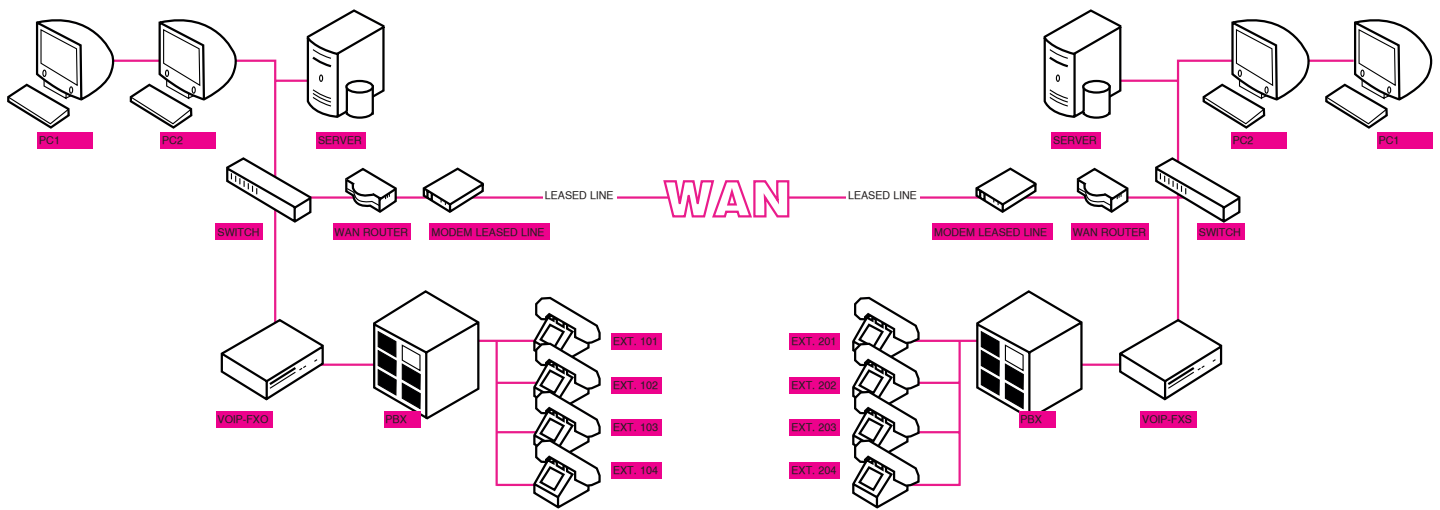 PC1
PC2
SERVER
SERVER
PC2
PC1
LEASED LINE
WAN
LEASED LINE
SWITCH
WAN ROUTER
MODEM LEASED LINE
MODEM LEASED LINE
WAN ROUTER
SWITCH
EXT. 101
EXT. 201
EXT. 102
EXT. 202
VOIP-FXO
PBX
EXT. 103
EXT. 203
PBX
VOIP-FXS
EXT. 104
EXT. 204